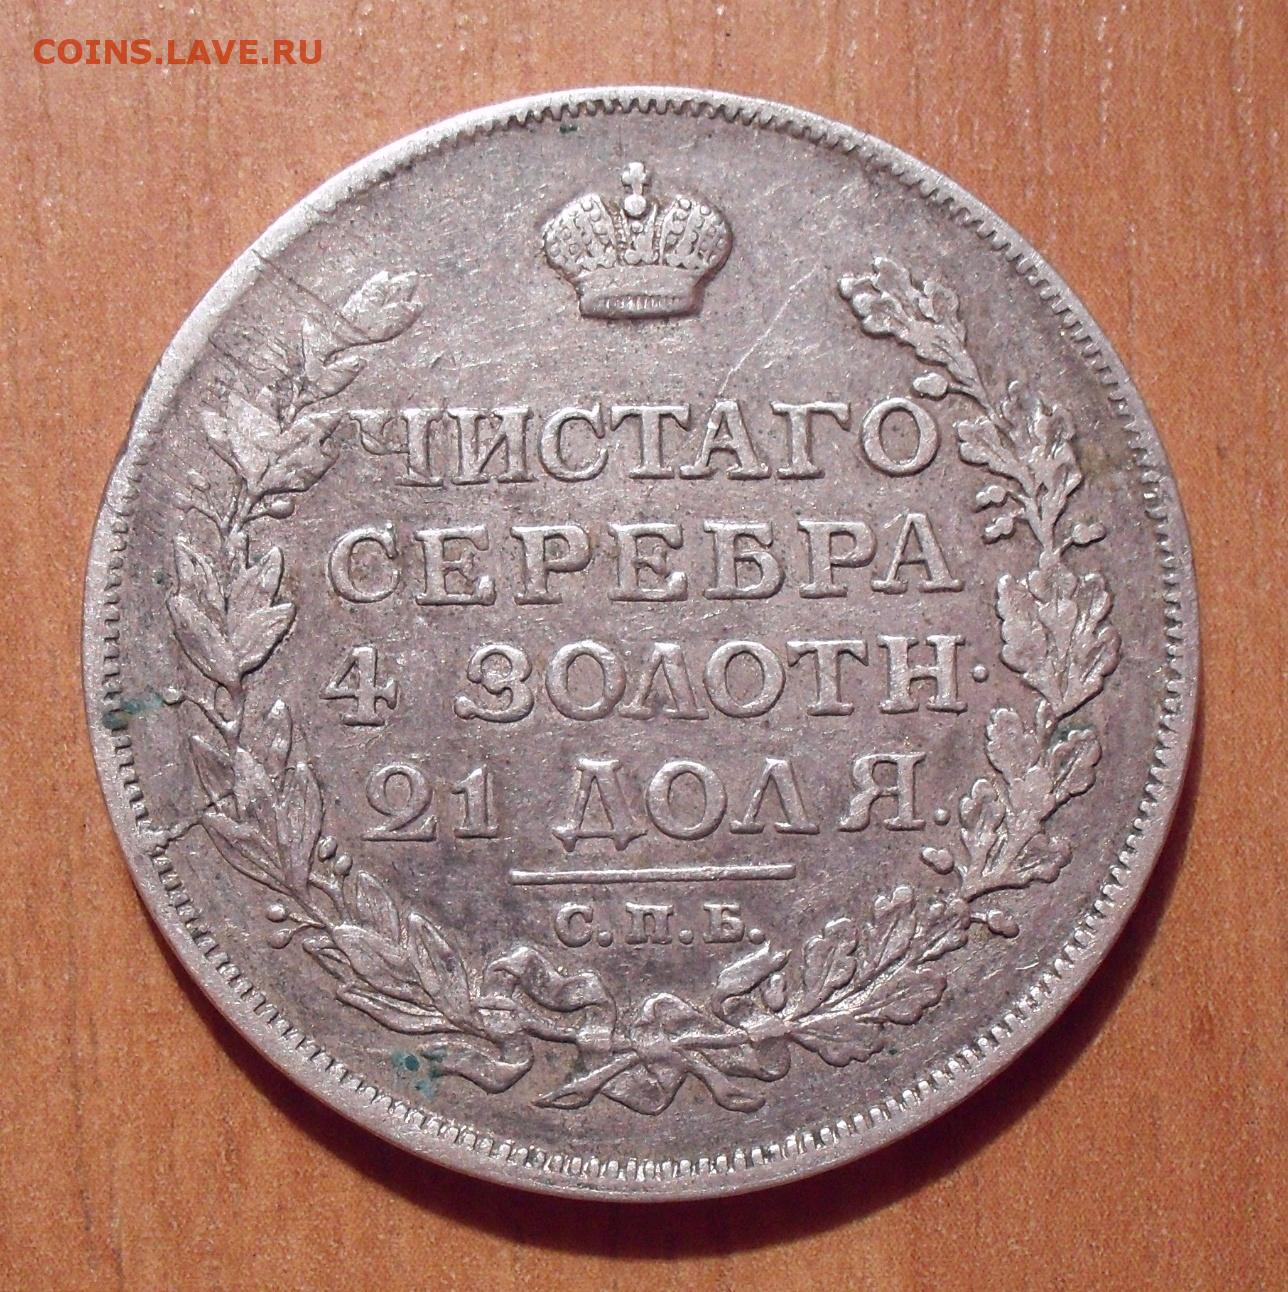 COINS.LAVE.RU
ЧИСТАГО
СЕРЕБРА
4 ЗОЛОТН.
21 ДОЛЯ.
С.П.Б.